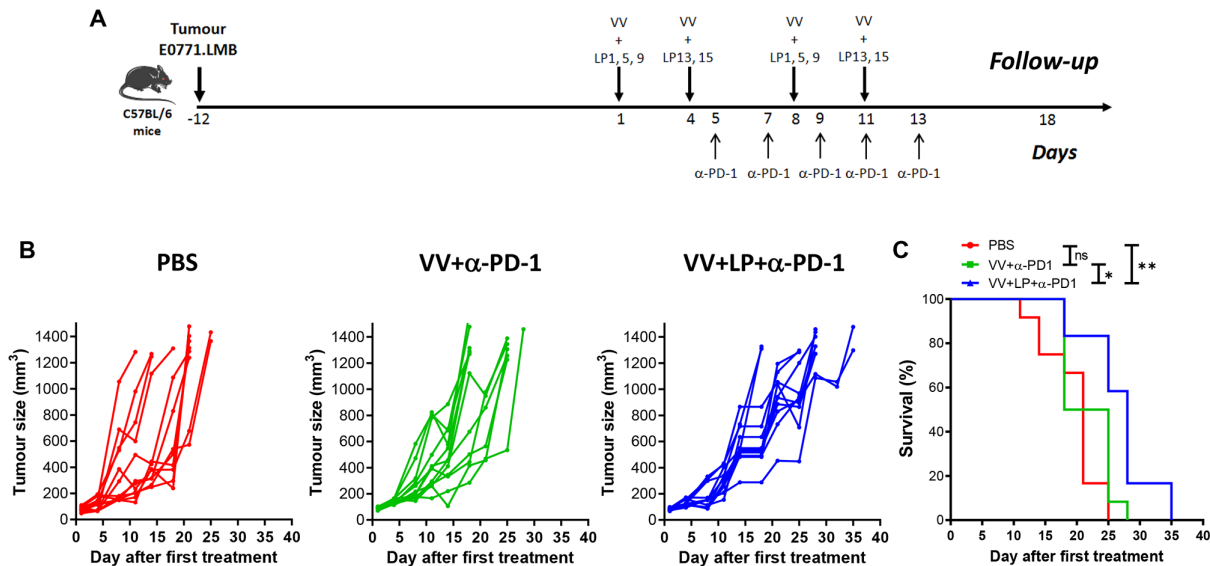 A
Tumour
E0771.LMB
C57BL/6
mice
VV
+
LP1, 5, 9
VV
+
LP13, 15
VV
+
LP1, 5, 9
VV
+
LP13, 15
Follow-up
-12 1 4 5 7 8 9 11 13 18
α-PD-1 α-PD-1 α-PD-1 α-PD-1 α-PD-1
Days
B
PBS
Tumour size (mm³)
1400
1200
1000
800
600
400
200
0
0 5 10 15 20 25 30 35 40
Day after first treatment
VV+α-PD-1
Tumour size (mm³)
1400
1200
1000
800
600
400
200
0
0 5 10 15 20 25 30 35 40
Day after first treatment
VV+LP+α-PD-1
Tumour size (mm³)
1400
1200
1000
800
600
400
200
0
0 5 10 15 20 25 30 35 40
Day after first treatment
C
PBS
VV+α-PD1
VV+LP+α-PD1
ns
*
**
Survival (%)
100
80
60
40
20
0
0 5 10 15 20 25 30 35 40
Day after first treatment